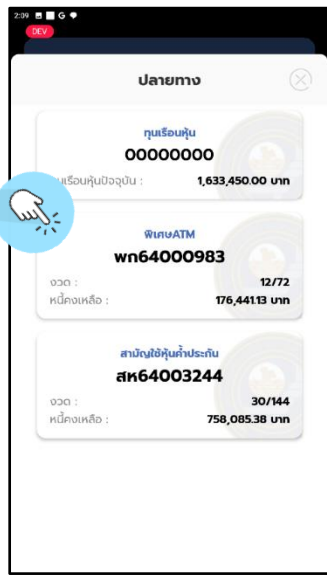 2:09 G
DEV
ปลายทาง
ทุนเรือนหุ้น
00000000
ทุนเรือนหุ้นปัจจุบัน : 1,633,450.00 บาท
พิเศษATM
พก64000983
งวด : 12/72
หนี้คงเหลือ : 176,441.13 บาท
สามัญใช้หุ้นค้ำประกัน
สห64003244
งวด : 30/144
หนี้คงเหลือ : 758,085.38 บาท